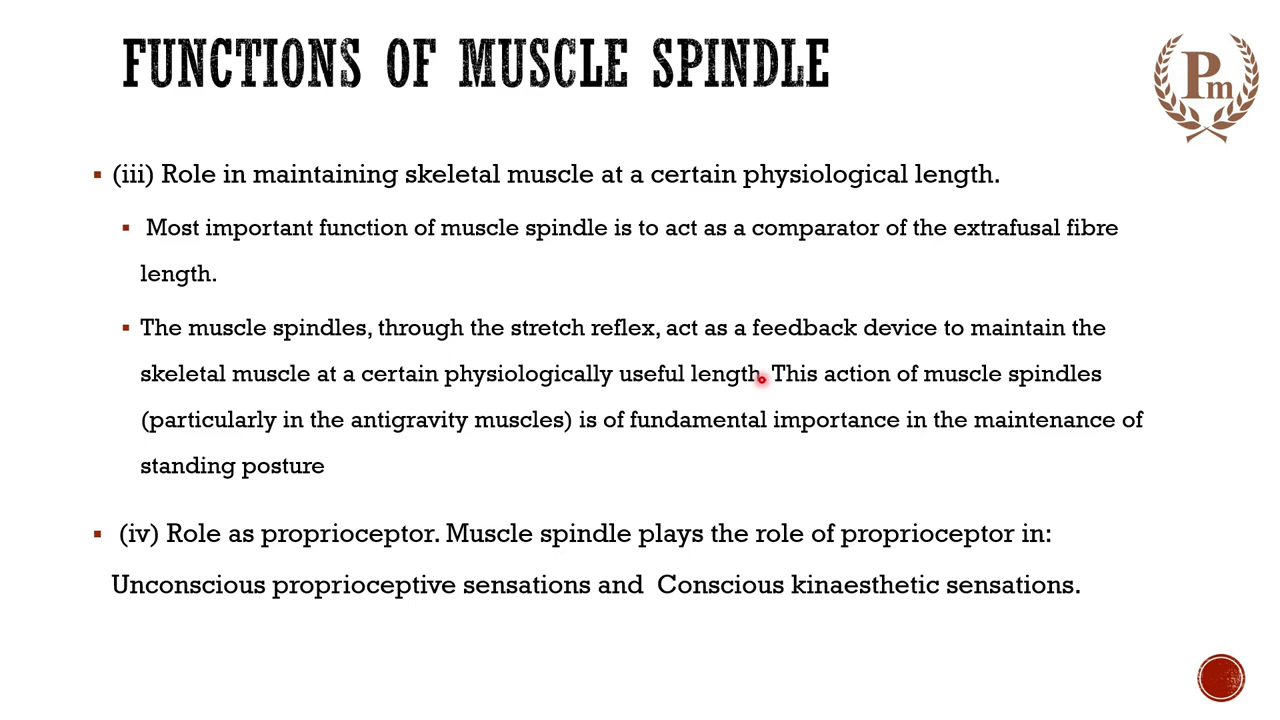 FUNCTIONS OF MUSCLE SPINDLE
Pm
(iii) Role in maintaining skeletal muscle at a certain physiological length.
Most important function of muscle spindle is to act as a comparator of the extrafusal fibre
length.
The muscle spindles, through the stretch reflex, act as a feedback device to maintain the
skeletal muscle at a certain physiologically useful length. This action of muscle spindles
(particularly in the antigravity muscles) is of fundamental importance in the maintenance of
standing posture
(iv) Role as proprioceptor. Muscle spindle plays the role of proprioceptor in:
Unconscious proprioceptive sensations and Conscious kinaesthetic sensations.